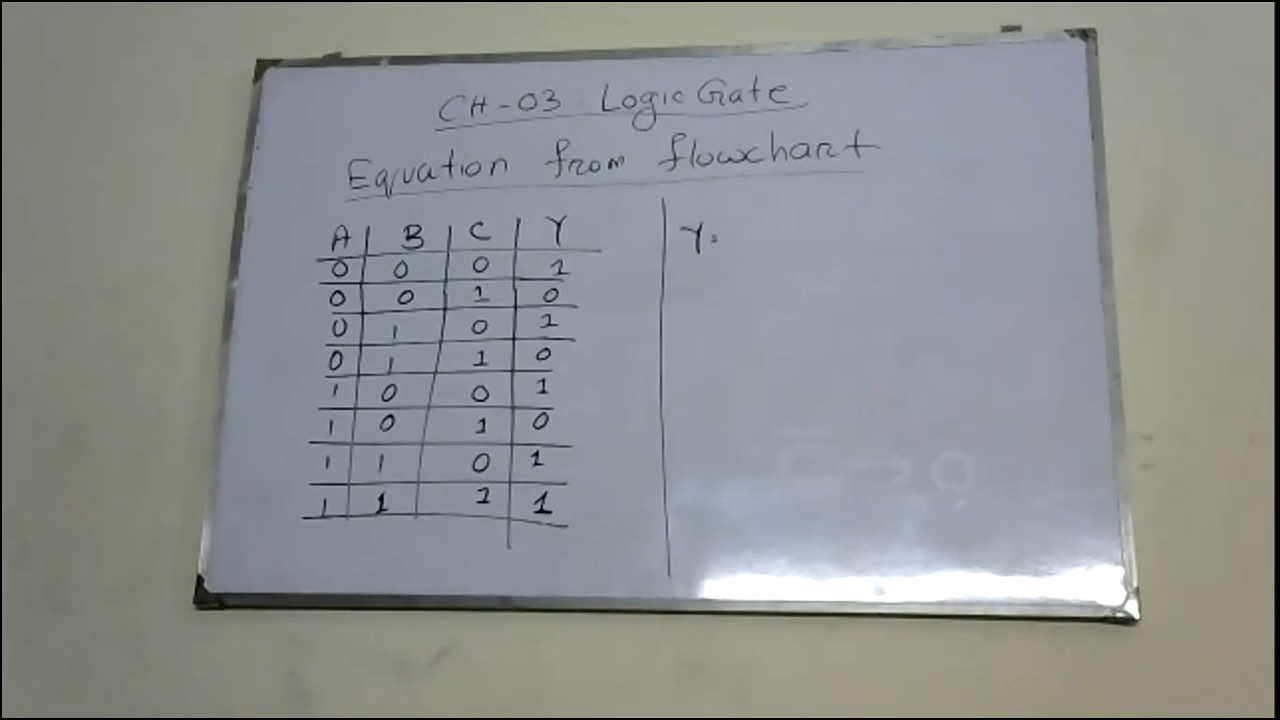 CH-03 Logic Gate
Equation from flowchart
A B C Y
0 0 0 1
0 0 1 0
0 1 0 1
0 1 1 0
1 0 0 1
1 0 1 0
1 1 0 1
1 1 1 1
Y=